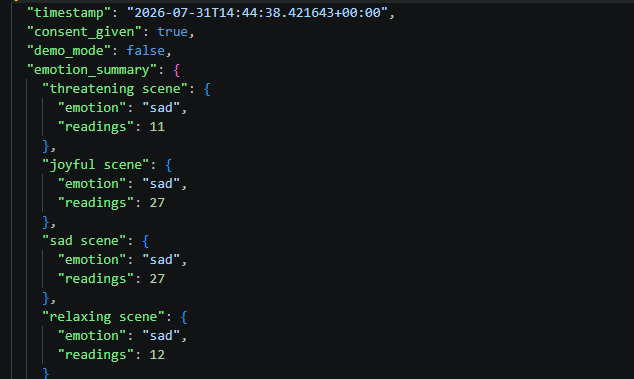 "timestamp": "2026-07-31T14:44:38.421643+00:00",
"consent_given": true,
"demo_mode": false,
"emotion_summary": {
"threatening scene": {
"emotion": "sad",
"readings": 11
},
"joyful scene": {
"emotion": "sad",
"readings": 27
},
"sad scene": {
"emotion": "sad",
"readings": 27
},
"relaxing scene": {
"emotion": "sad",
"readings": 12
}